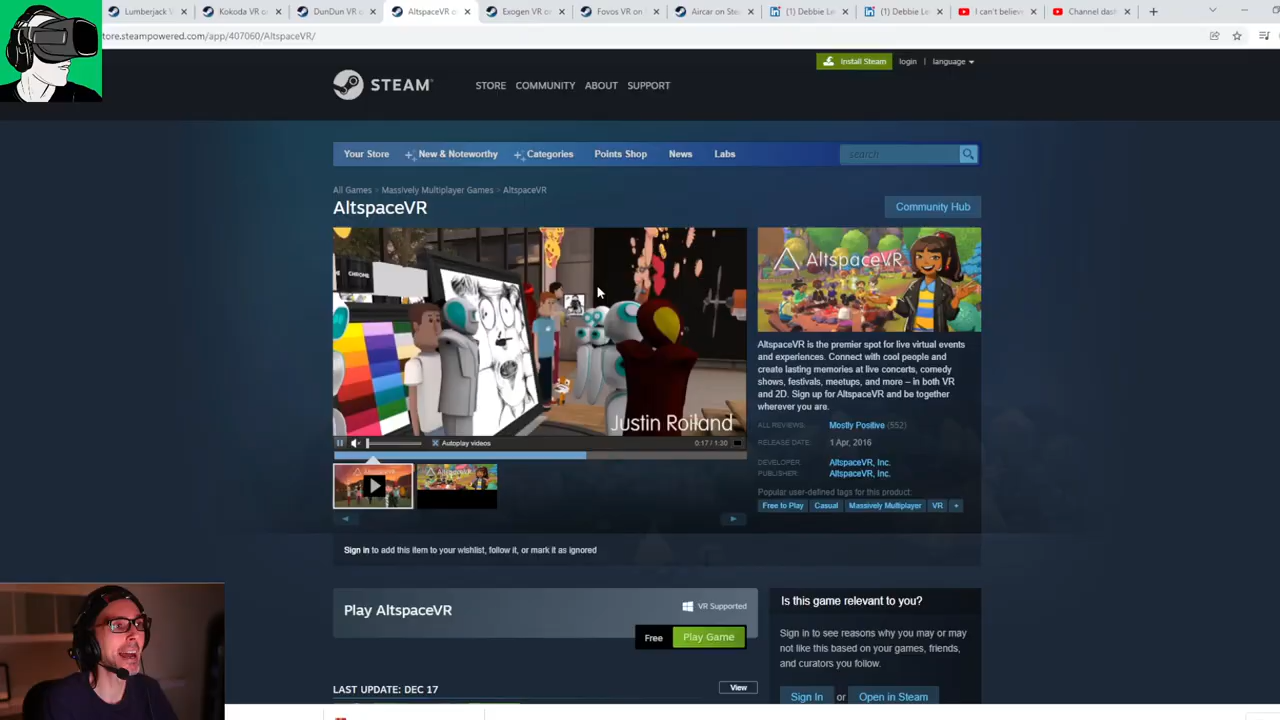 Lumberjack V
Kokoda VR o
DunDun VR o
AltspaceVR o
Exogen VR o
Fovos VR on
Aircar on Ste
(1) Debbie Le
(1) Debbie Le
I can't believ
Channel dash
tore.steampowered.com/app/407060/AltspaceVR/
Install Steam login | language
STEAM
STORE COMMUNITY ABOUT SUPPORT
Your Store New & Noteworthy Categories Points Shop News Labs search
All Games > Massively Multiplayer Games > AltspaceVR
AltspaceVR
Community Hub
CHROME
Justin Roiland
Autoplay videos 0:17 / 1:30
AltspaceVR
AltspaceVR is the premier spot for live virtual events
and experiences. Connect with cool people and
create lasting memories at live concerts, comedy
shows, festivals, meetups, and more – in both VR
and 2D. Sign up for AltspaceVR and be together
wherever you are.
ALL REVIEWS: Mostly Positive (552)
RELEASE DATE: 1 Apr, 2016
DEVELOPER: AltspaceVR, Inc.
PUBLISHER: AltspaceVR, Inc.
Popular user-defined tags for this product:
Free to Play Casual Massively Multiplayer VR +
Sign in to add this item to your wishlist, follow it, or mark it as ignored
Play AltspaceVR
VR Supported
Free Play Game
LAST UPDATE: DEC 17
View
Is this game relevant to you?
Sign in to see reasons why you may or may
not like this based on your games, friends,
and curators you follow.
Sign In or Open in Steam